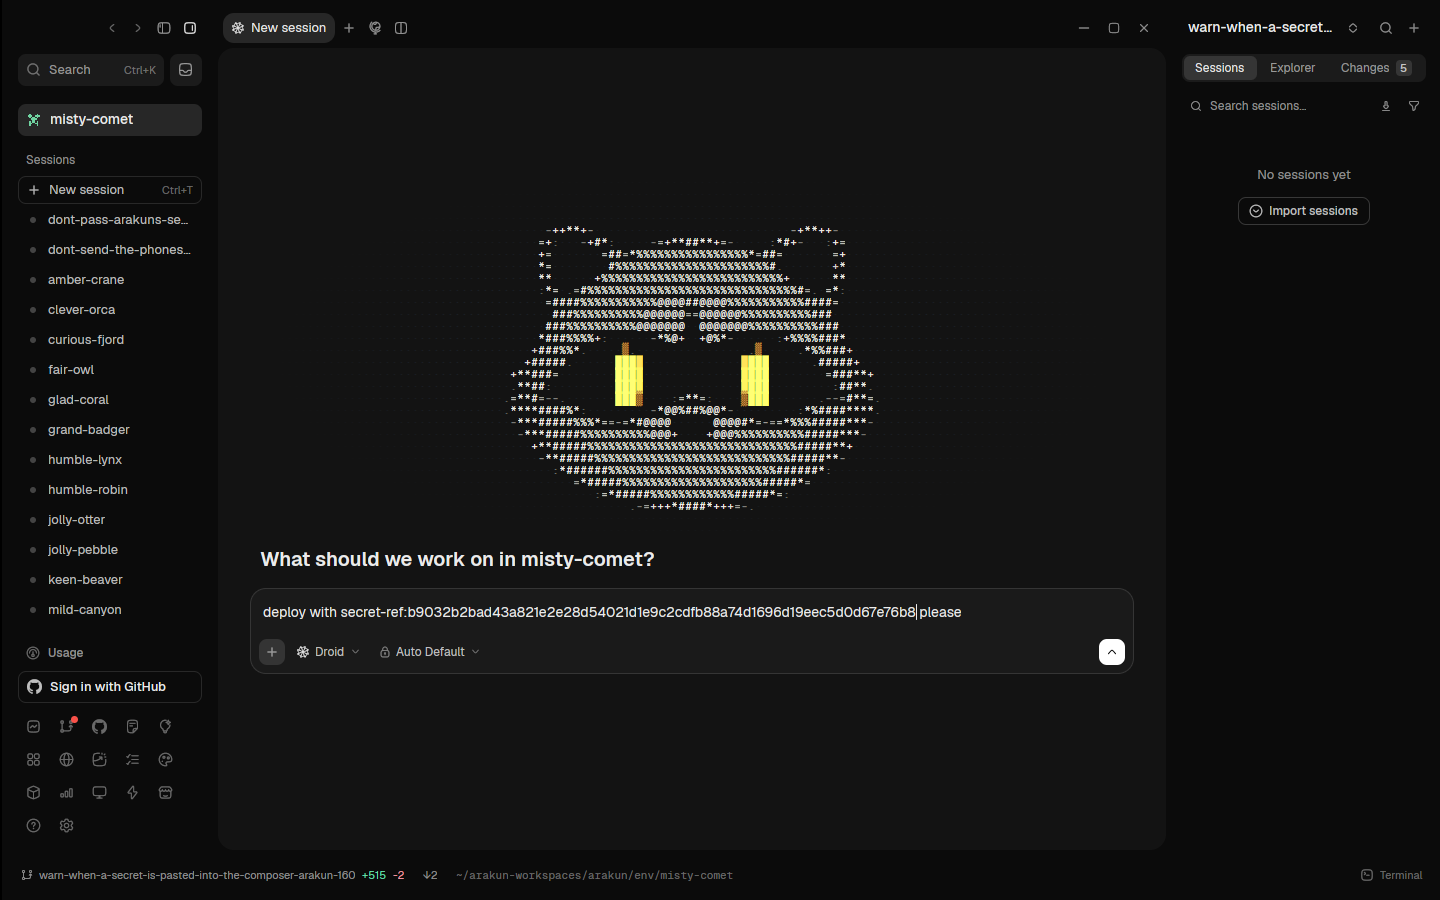 New session
warn-when-a-secret...
Search
Ctrl+K
Sessions
Explorer
Changes
5
misty-comet
Search sessions...
Sessions
New session
Ctrl+T
No sessions yet
Import sessions
dont-pass-arakuns-se...
dont-send-the-phones...
amber-crane
clever-orca
curious-fjord
fair-owl
glad-coral
grand-badger
humble-lynx
humble-robin
jolly-otter
jolly-pebble
keen-beaver
mild-canyon
What should we work on in misty-comet?
deploy with secret-ref:b9032b2bad43a821e2e28d54021d1e9c2cdfb88a74d1696d19eec5d0d67e76b8 please
Droid
Auto Default
Usage
Sign in with GitHub
warn-when-a-secret-is-pasted-into-the-composer-arakun-160 +515 -2
2
~/arakun-workspaces/arakun/env/misty-comet
Terminal